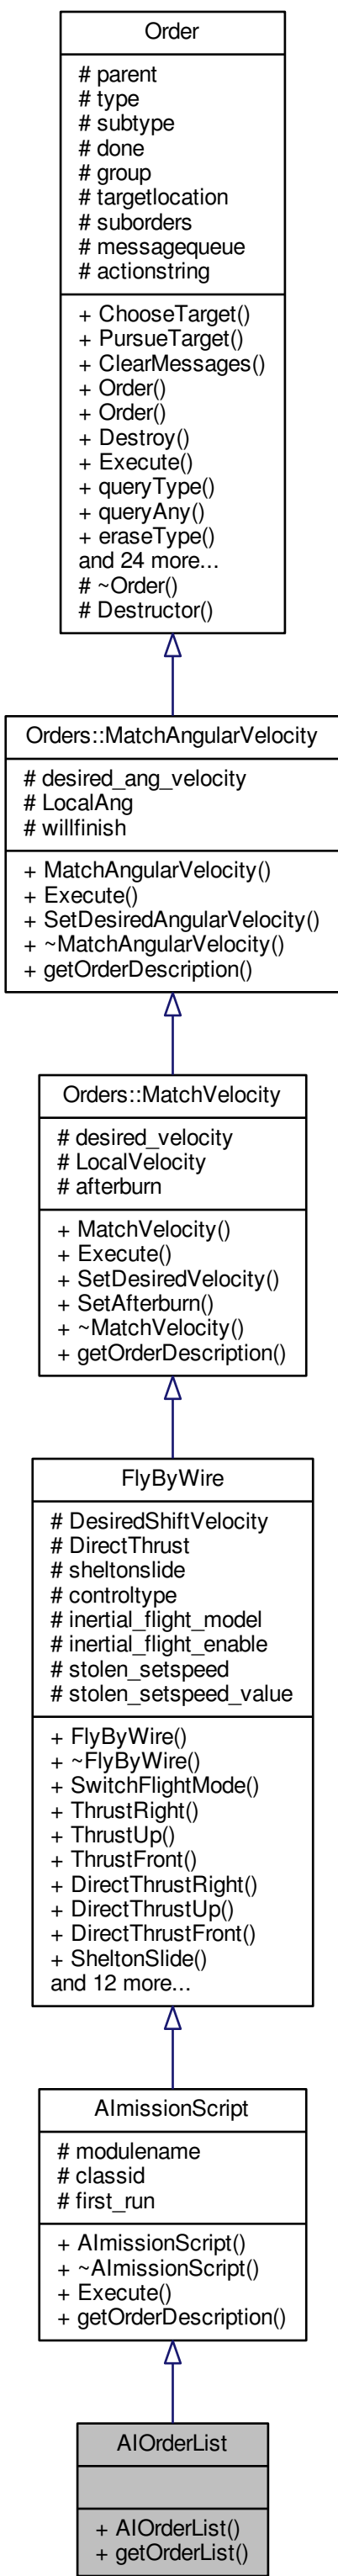 Order
# parent
# type
# subtype
# done
# group
# targetlocation
# suborders
# messagequeue
# actionstring
+ ChooseTarget()
+ PursueTarget()
+ ClearMessages()
+ Order()
+ Order()
+ Destroy()
+ Execute()
+ queryType()
+ queryAny()
+ eraseType()
and 24 more...
# ~Order()
# Destructor()
Orders::MatchAngularVelocity
# desired_ang_velocity
# LocalAng
# willfinish
+ MatchAngularVelocity()
+ Execute()
+ SetDesiredAngularVelocity()
+ ~MatchAngularVelocity()
+ getOrderDescription()
Orders::MatchVelocity
# desired_velocity
# LocalVelocity
# afterburn
+ MatchVelocity()
+ Execute()
+ SetDesiredVelocity()
+ SetAfterburn()
+ ~MatchVelocity()
+ getOrderDescription()
FlyByWire
# DesiredShiftVelocity
# DirectThrust
# sheltonslide
# controltype
# inertial_flight_model
# inertial_flight_enable
# stolen_setspeed
# stolen_setspeed_value
+ FlyByWire()
+ ~FlyByWire()
+ SwitchFlightMode()
+ ThrustRight()
+ ThrustUp()
+ ThrustFront()
+ DirectThrustRight()
+ DirectThrustUp()
+ DirectThrustFront()
+ SheltonSlide()
and 12 more...
AImissionScript
# modulename
# classid
# first_run
+ AImissionScript()
+ ~AImissionScript()
+ Execute()
+ getOrderDescription()
AIOrderList
+ AIOrderList()
+ getOrderList()